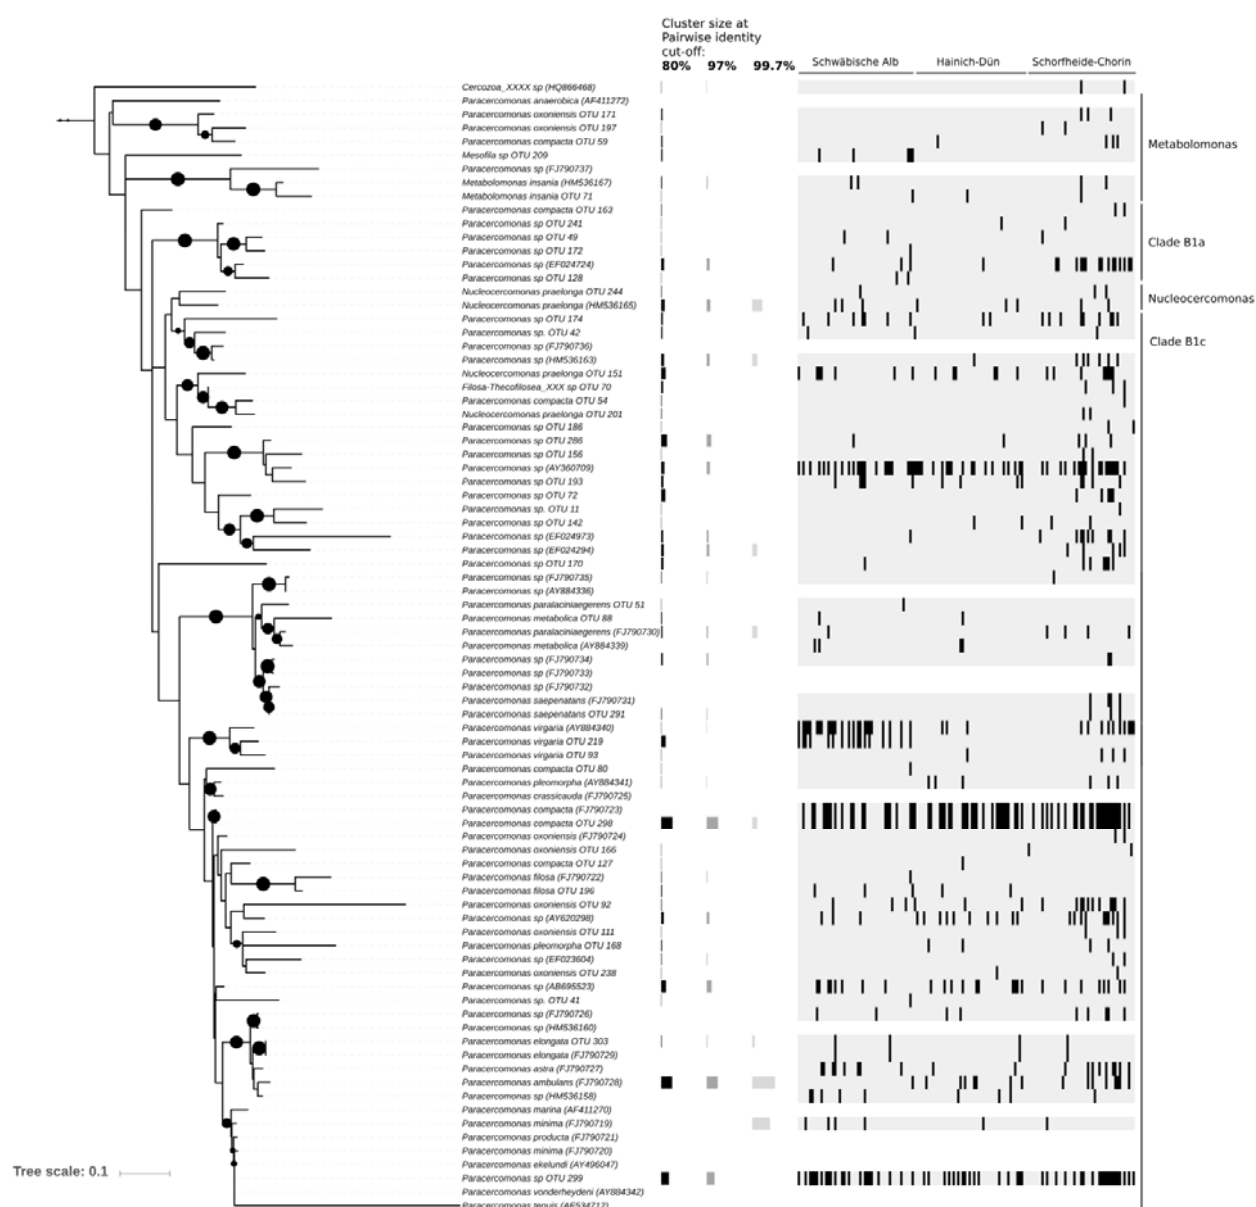 Cluster size at
Pairwise identity
cut-off:
80% 97% 99.7% Schwäbische Alb Hainich-Dün Schorfheide-Chorin
Cercozoa_XXXX sp (HQ866468)
Paracercomonas anaerobica (AF411272)
Paracercomonas oxoniensis OTU 171
Paracercomonas oxoniensis OTU 197
Paracercomonas compacta OTU 59
Metabolomonas
Mesofila sp OTU 209
Paracercomonas sp (FJ790737)
Metabolomonas insania (HM536167)
Metabolomonas insania OTU 71
Paracercomonas compacta OTU 163
Paracercomonas sp OTU 241
Paracercomonas sp OTU 49
Clade B1a
Paracercomonas sp OTU 172
Paracercomonas sp (EF024724)
Paracercomonas sp OTU 128
Nucleocercomonas praelonga OTU 244
Nucleocercomonas
Nucleocercomonas praelonga (HM536165)
Paracercomonas sp OTU 174
Paracercomonas sp. OTU 42
Clade B1c
Paracercomonas sp (FJ790736)
Paracercomonas sp (HM536163)
Nucleocercomonas praelonga OTU 151
Filosa-Thecofilosea_XXX sp OTU 70
Paracercomonas compacta OTU 54
Nucleocercomonas praelonga OTU 201
Paracercomonas sp OTU 186
Paracercomonas sp OTU 286
Paracercomonas sp OTU 156
Paracercomonas sp (AY360709)
Paracercomonas sp OTU 193
Paracercomonas sp OTU 72
Paracercomonas sp. OTU 11
Paracercomonas sp OTU 142
Paracercomonas sp (EF024973)
Paracercomonas sp (EF024294)
Paracercomonas sp OTU 170
Paracercomonas sp (FJ790735)
Paracercomonas sp (AY884336)
Paracercomonas paralaciniaegerens OTU 51
Paracercomonas metabolica OTU 88
Paracercomonas paralaciniaegerens (FJ790730)
Paracercomonas metabolica (AY884339)
Paracercomonas sp (FJ790734)
Paracercomonas sp (FJ790733)
Paracercomonas sp (FJ790732)
Paracercomonas saepenatans (FJ790731)
Paracercomonas saepenatans OTU 291
Paracercomonas virgaria (AY884340)
Paracercomonas virgaria OTU 219
Paracercomonas virgaria OTU 93
Paracercomonas compacta OTU 80
Paracercomonas pleomorpha (AY884341)
Paracercomonas crassicauda (FJ790725)
Paracercomonas compacta (FJ790723)
Paracercomonas compacta OTU 298
Paracercomonas oxoniensis (FJ790724)
Paracercomonas oxoniensis OTU 166
Paracercomonas compacta OTU 127
Paracercomonas filosa (FJ790722)
Paracercomonas filosa OTU 196
Paracercomonas oxoniensis OTU 92
Paracercomonas sp (AY620298)
Paracercomonas oxoniensis OTU 111
Paracercomonas pleomorpha OTU 168
Paracercomonas sp (EF023604)
Paracercomonas oxoniensis OTU 238
Paracercomonas sp (AB695523)
Paracercomonas sp. OTU 41
Paracercomonas sp (FJ790726)
Paracercomonas sp (HM536160)
Paracercomonas elongata OTU 303
Paracercomonas elongata (FJ790729)
Paracercomonas astra (FJ790727)
Paracercomonas ambulans (FJ790728)
Paracercomonas sp (HM536158)
Paracercomonas marina (AF411270)
Paracercomonas minima (FJ790719)
Paracercomonas producta (FJ790721)
Paracercomonas minima (FJ790720)
Paracercomonas ekelundi (AY496047)
Tree scale: 0.1
Paracercomonas sp OTU 299
Paracercomonas vonderheydeni (AY884342)
Paracercomonas tenuis (AF534712)